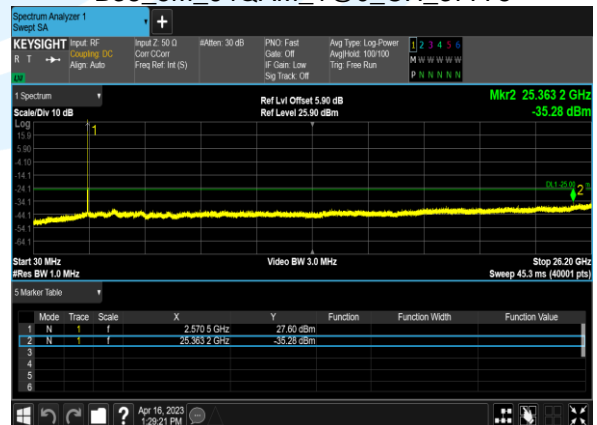 Spectrum Analyzer 1
Swept SA
+
KEYSIGHT Input: RF Input Z: 50 Ω #Atten: 30 dB PNO: Fast Avg Type: Log-Power 1 2 3 4 5 6
R T Coupling: DC Corr CCorr Gate: Off Avg|Hold: 100/100 M W W W W W
Align: Auto Freq Ref: Int (S) IF Gain: Low Trig: Free Run
Sig Track: Off P N N N N N
LW
1 Spectrum Ref Lvl Offset 5.90 dB Mkr2 25.363 2 GHz
Scale/Div 10 dB Ref Level 25.90 dBm -35.28 dBm
Log
15.9 1
5.90
-4.10
-14.1
-24.1 DL1 -25.00
-34.1 2
-44.1
-54.1
-64.1
Start 30 MHz Video BW 3.0 MHz Stop 26.20 GHz
#Res BW 1.0 MHz Sweep 45.3 ms (40001 pts)
5 Marker Table
Mode Trace Scale X Y Function Function Width Function Value
1 N 1 f 2.570 5 GHz 27.60 dBm
2 N 1 f 25.363 2 GHz -35.28 dBm
3
4
5
6
? Apr 16, 2023
1:29:21 PM